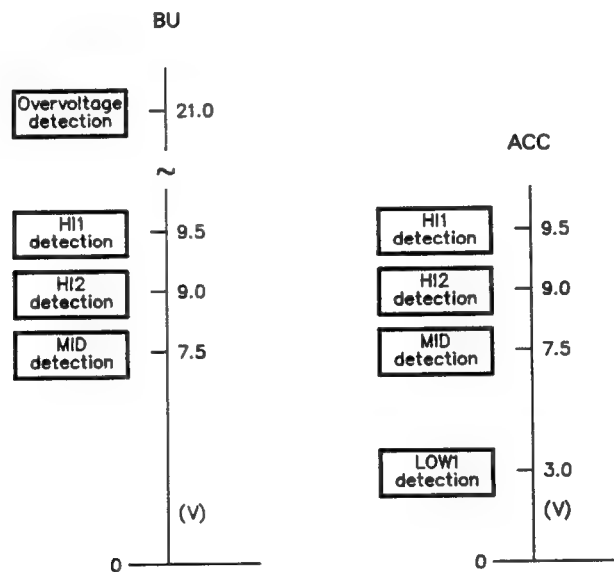 BU
Overvoltage
detection
21.0
~
HI1
detection
9.5
HI2
detection
9.0
MID
detection
7.5
(V)
0
ACC
HI1
detection
9.5
HI2
detection
9.0
MID
detection
7.5
LOW1
detection
3.0
(V)
0